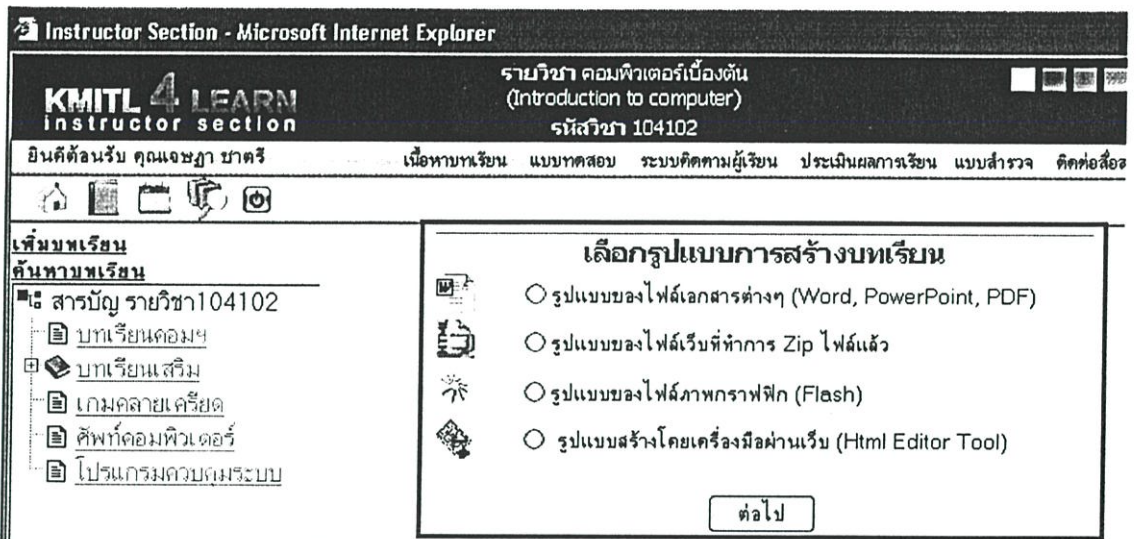 Instructor Section - Microsoft Internet Explorer
KMITL 4 LEARN
instructor section
รายวิชา คอมพิวเตอร์เบื้องต้น
(Introduction to computer)
รหัสวิชา 104102
ยินดีต้อนรับ คุณเจษฎา ชาตรี
เนื้อหาบทเรียน แบบทดสอบ ระบบติดตามผู้เรียน ประเมินผลการเรียน แบบสำรวจ ติดต่อสื่อส
เพิ่มบทเรียน
ค้นหาบทเรียน
สารบัญ รายวิชา104102
บทเรียนคอมฯ
บทเรียนเสริม
เกมคลายเครียด
ศัพท์คอมพิวเตอร์
โปรแกรมควบคุมระบบ
เลือกรูปแบบการสร้างบทเรียน
รูปแบบของไฟล์เอกสารต่างๆ (Word, PowerPoint, PDF)
รูปแบบของไฟล์เว็บที่ทำการ Zip ไฟล์แล้ว
รูปแบบของไฟล์ภาพกราฟฟิก (Flash)
รูปแบบสร้างโดยเครื่องมือผ่านเว็บ (Html Editor Tool)
ต่อไป